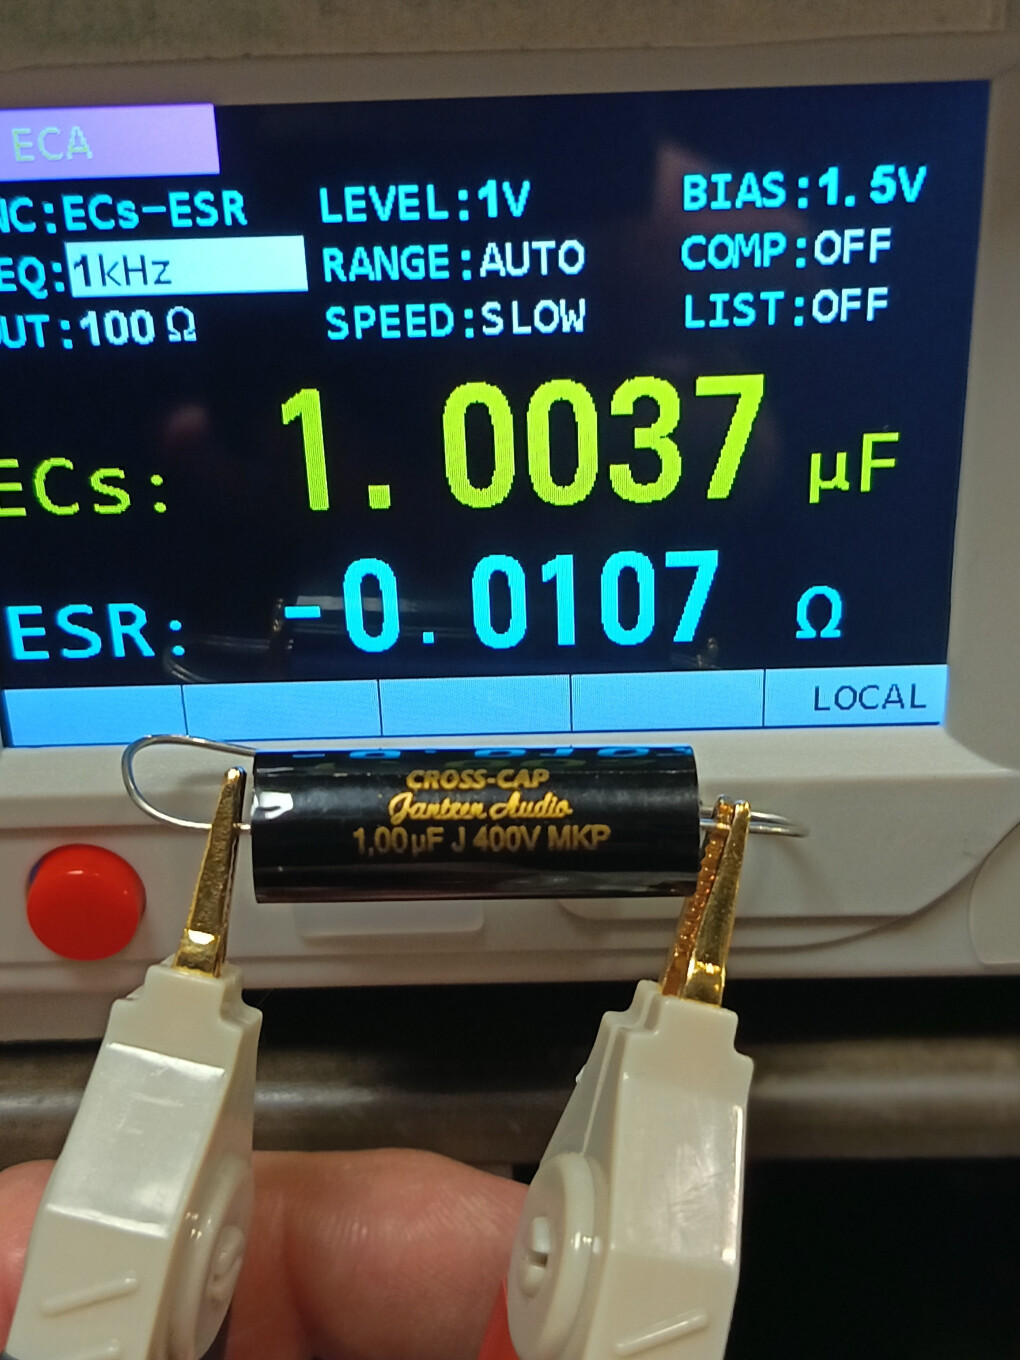 ECA
NC:ECs-ESR LEVEL:1V BIAS:1.5V
EQ:1kHz RANGE:AUTO COMP:OFF
UT:100 Ω SPEED:SLOW LIST:OFF
ECs: 1.0037 µF
ESR: -0.0107 Ω
LOCAL
CROSS-CAP
Jantzen Audio
1,00µF J 400V MKP